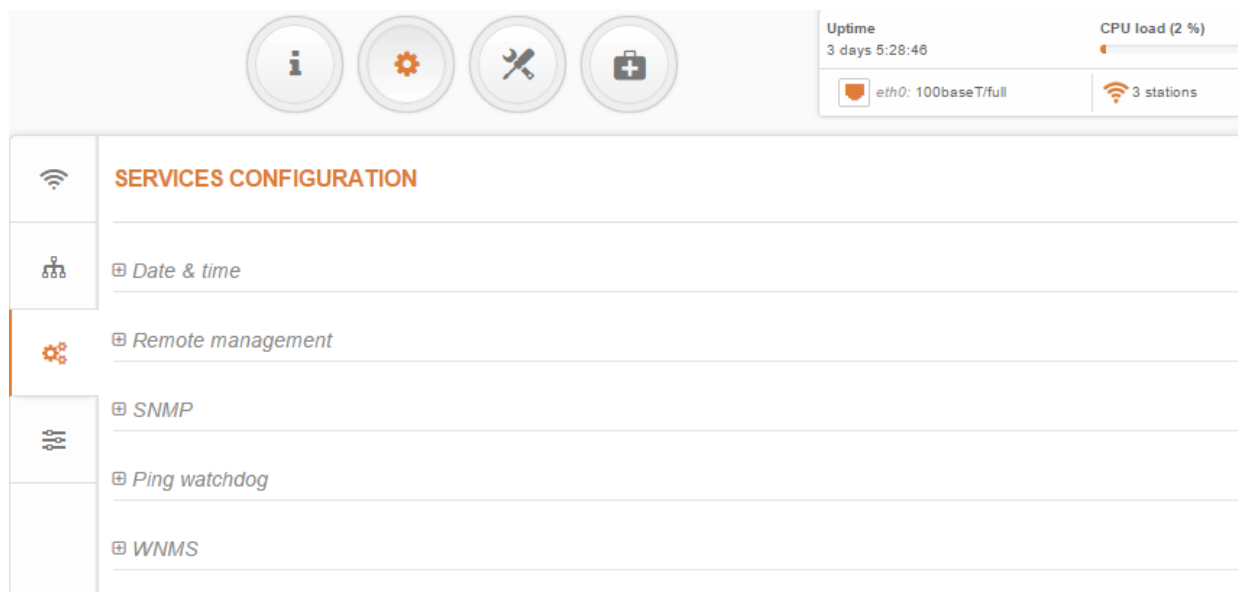 Uptime
CPU load (2 %)
3 days 5:28:46
eth0: 100baseT/full
3 stations
SERVICES CONFIGURATION
Date & time
Remote management
SNMP
Ping watchdog
WNMS